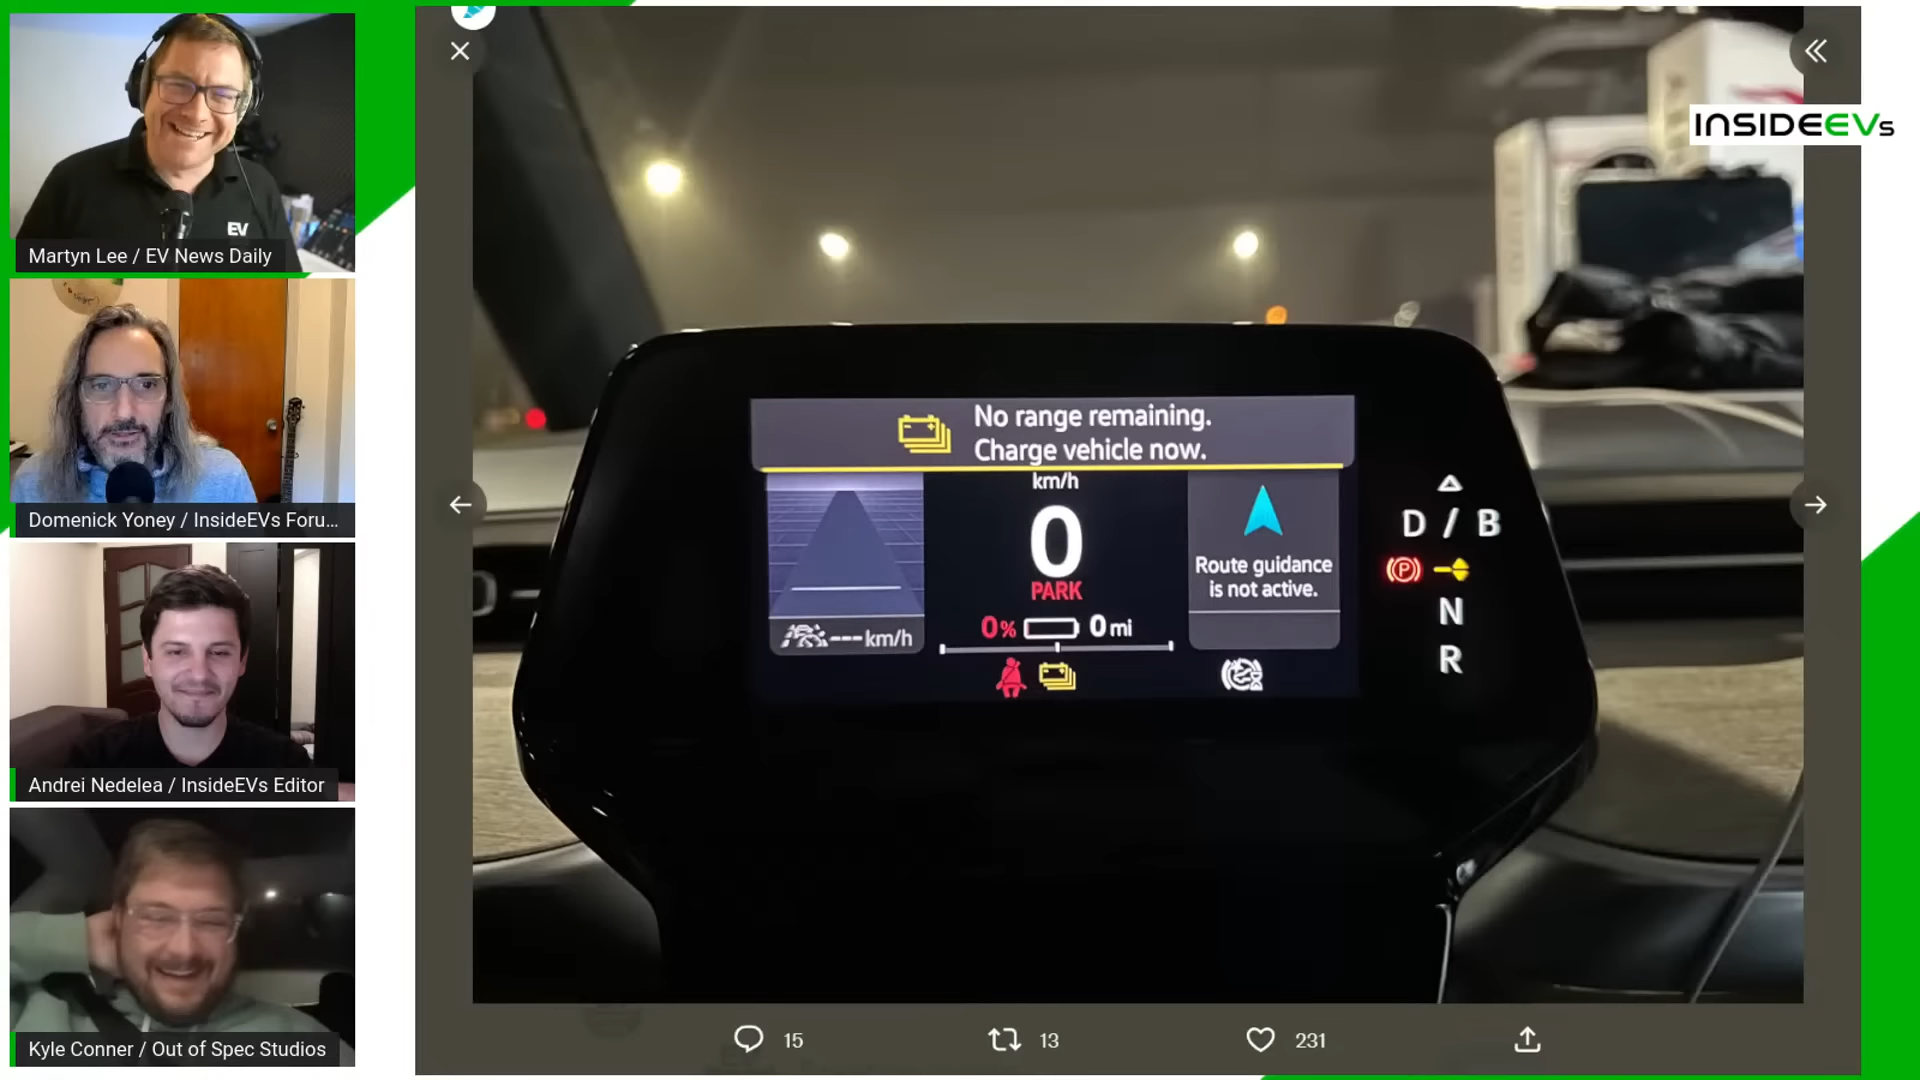 EV
Martyn Lee / EV News Daily
Domenick Yoney / InsideEVs Foru...
Andrei Nedelea / InsideEVs Editor
Kyle Conner / Out of Spec Studios
INSIDEEVs
No range remaining.
Charge vehicle now.
km/h
0
PARK
0% 0 mi
---km/h
Route guidance
is not active.
D / B
P
N
R
15
13
231